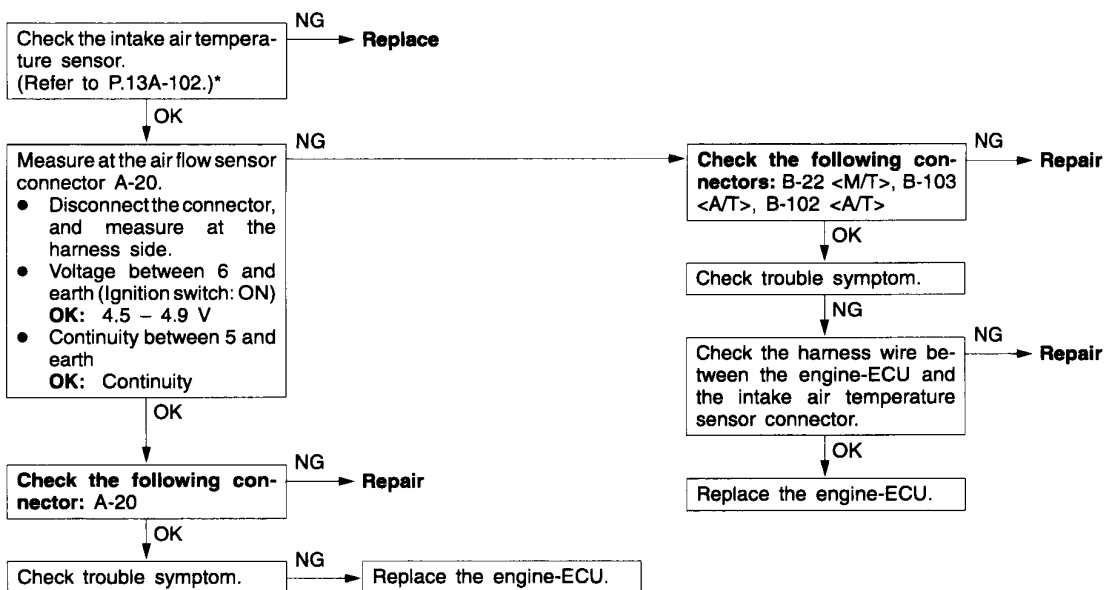 NG
Check the intake air tempera-
ture sensor.
(Refer to P.13A-102.)*
Replace
OK
NG
Measure at the air flow sensor
connector A-20.
● Disconnect the connector,
and measure at the
harness side.
● Voltage between 6 and
earth (Ignition switch: ON)
OK: 4.5 – 4.9 V
● Continuity between 5 and
earth
OK: Continuity
OK
Check the following con-
nector: A-20
NG
Repair
OK
Check trouble symptom.
NG
Replace the engine-ECU.
Check the following con-
nectors: B-22 <M/T>, B-103
<A/T>, B-102 <A/T>
NG
Repair
OK
Check trouble symptom.
NG
Check the harness wire be-
tween the engine-ECU and
the intake air temperature
sensor connector.
NG
Repair
OK
Replace the engine-ECU.